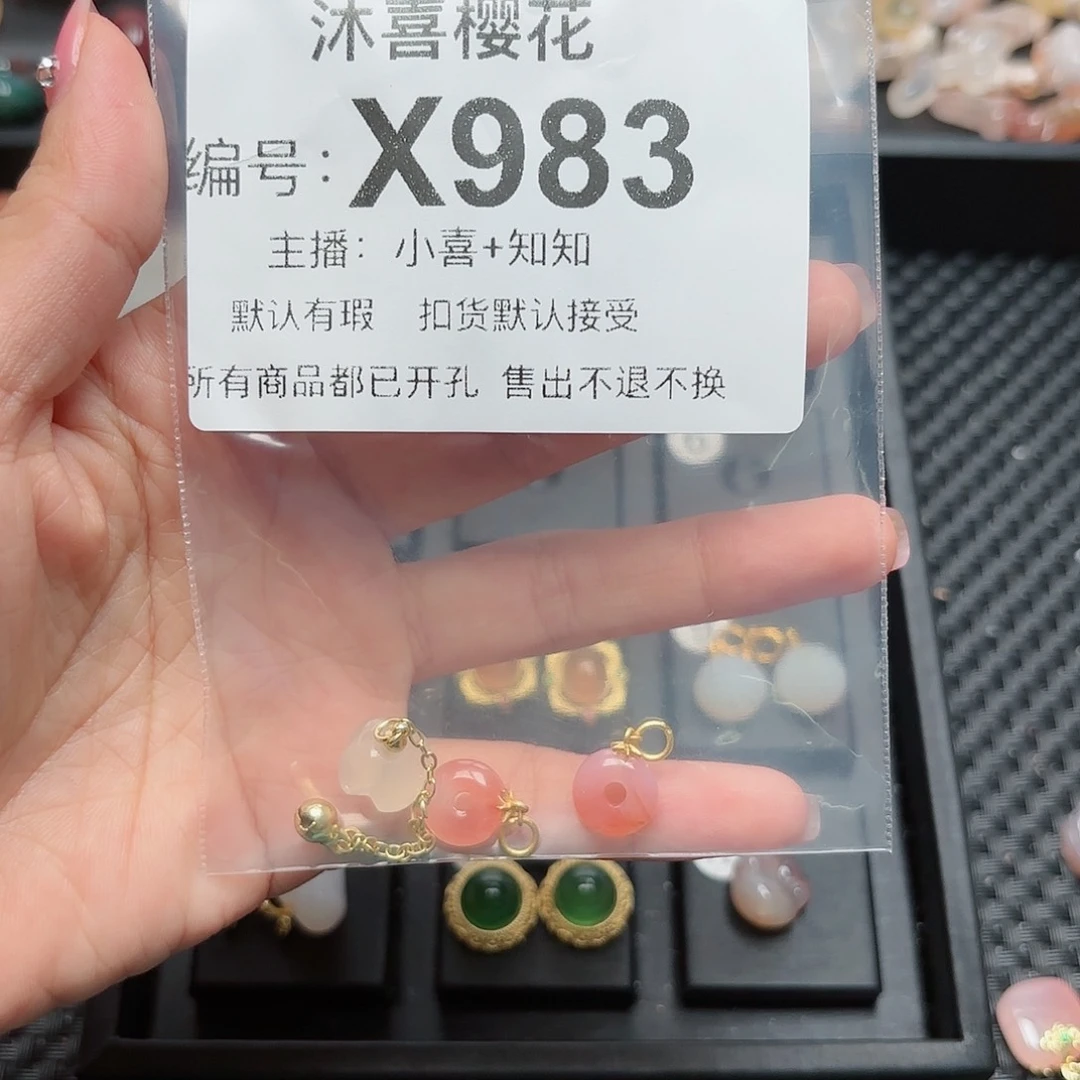 沐喜樱花
编号：X983
主播：小喜+知知
默认有瑕 扣货默认接受
所有商品都已开孔 售出不退不换